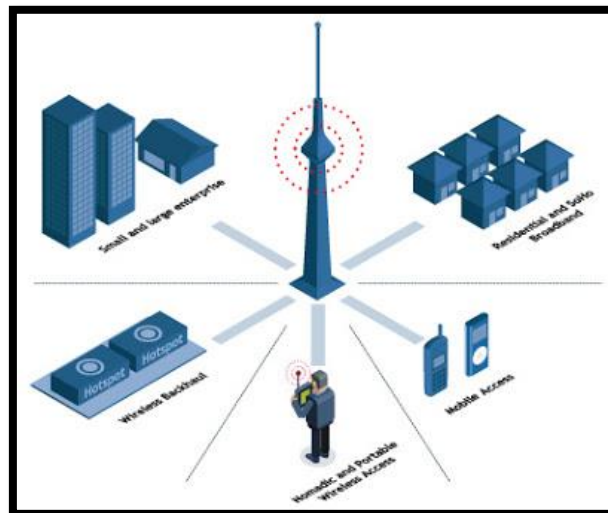 Small and large enterprise
Residential and SoHo
Broadband
Hotspot
Hotspot
Wireless Backhaul
Nomadic and Portable
Wireless Access
Mobile Access